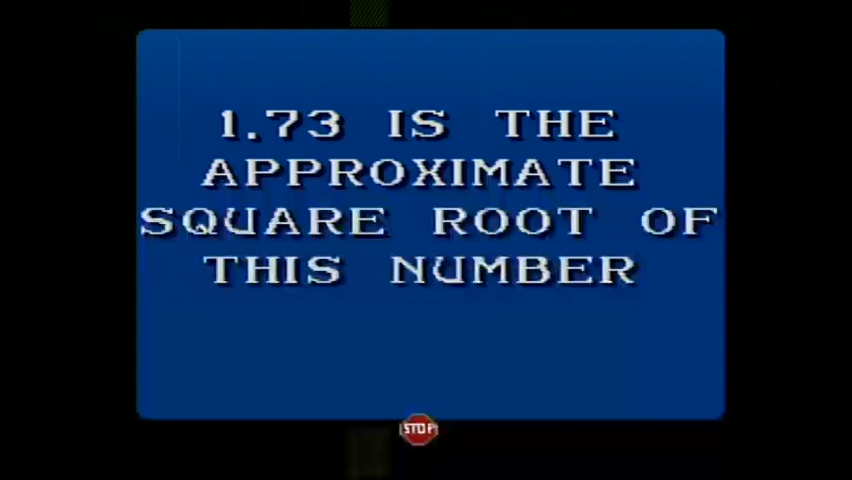 1.73 IS THE
APPROXIMATE
SQUARE ROOT OF
THIS NUMBER
STOP